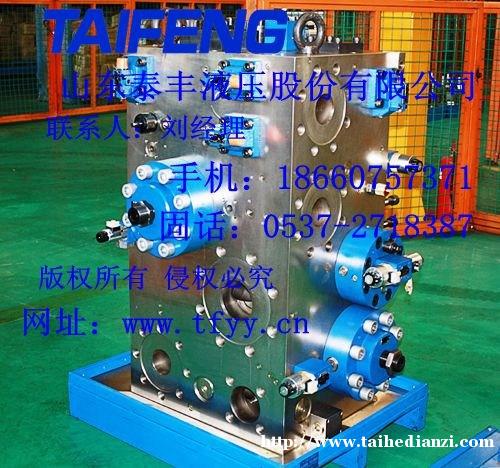 TAIFENG
山东泰丰液压股份有限公司
联系人：刘经理
手机：18660757371
固话：0537-2718387
版权所有 侵权必究
网址：www.tfyy.cn
http://www.taihedianzi.com